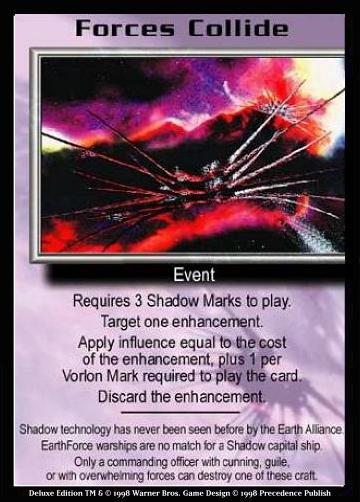 Forces Collide
Event
Requires 3 Shadow Marks to play.
Target one enhancement.
Apply influence equal to the cost
of the enhancement, plus 1 per
Vorlon Mark required to play the card.
Discard the enhancement.
Shadow technology has never been seen before by the Earth Alliance.
EarthForce warships are no match for a Shadow capital ship.
Only a commanding officer with cunning, guile,
or with overwhelming forces can destroy one of these craft.
Deluxe Edition TM & © 1998 Warner Bros. Game Design © 1998 Precedence Publish